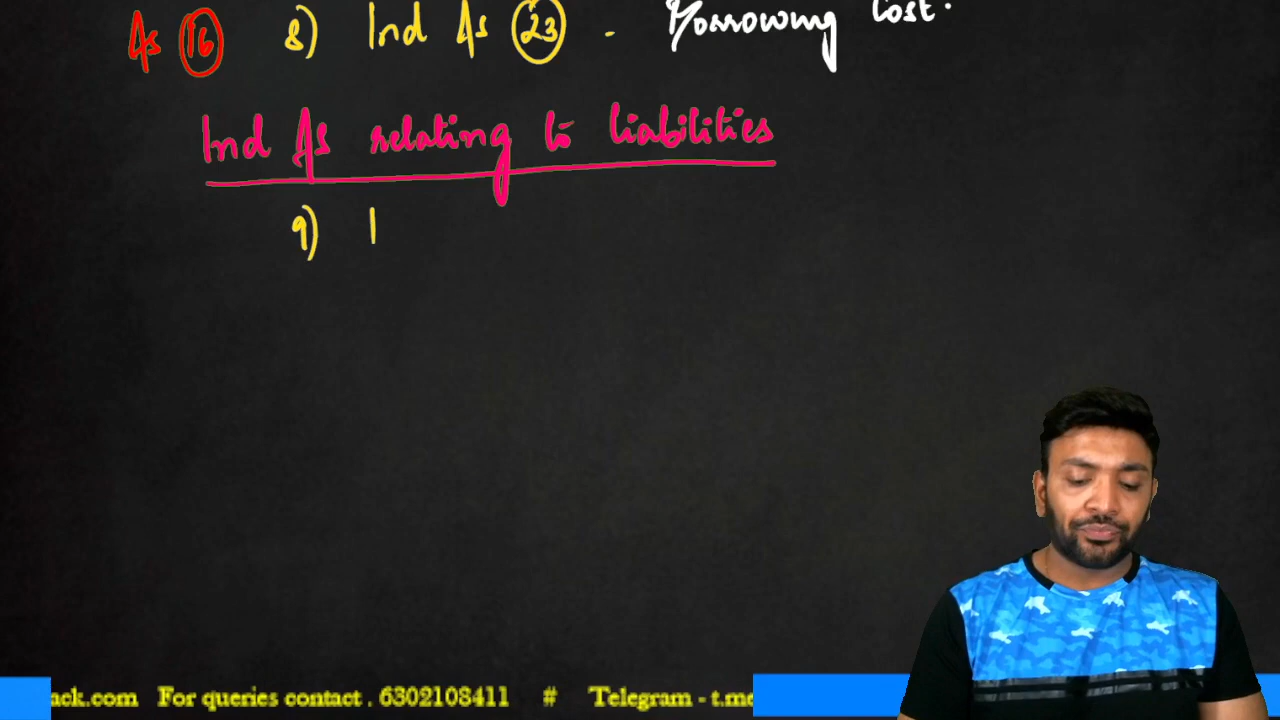 As 16 8) Ind As 23 - Borrowing Cost.
Ind As relating to liabilities
9) I
ack.com For queries contact . 6302108411 # Telegram - t.me